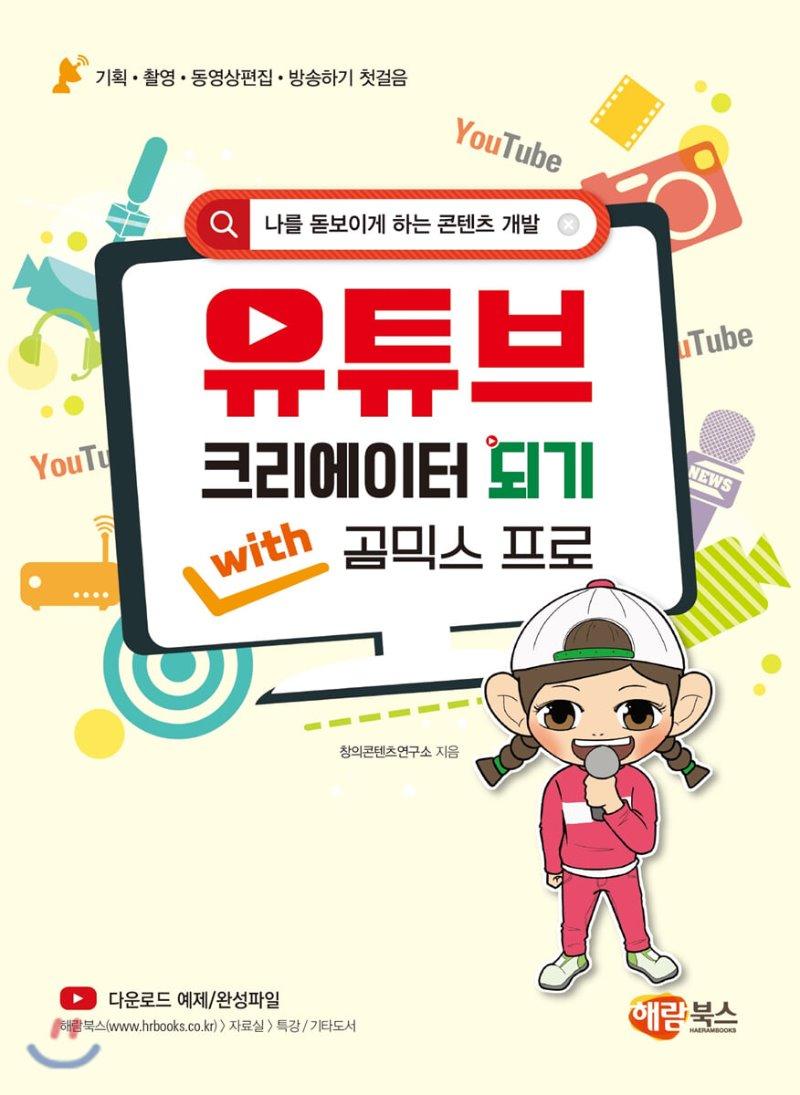 기획 • 촬영 • 동영상편집 • 방송하기 첫걸음
YouTube
나를 돋보이게 하는 콘텐츠 개발
유튜브
uTube
크리에이터 되기
YouTu
NEWS
with 곰믹스 프로
창의콘텐츠연구소 지음
다운로드 예제/완성파일
해람북스(www.hrbooks.co.kr) > 자료실 > 특강 / 기타도서
해람북스
HAERAMBOOKS